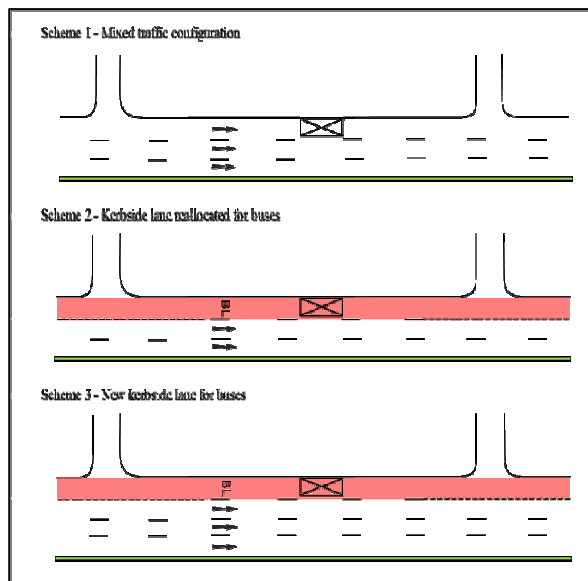 Scheme 1 - Mixed traffic configuration
Scheme 2 - Kerbside lane reallocated for buses
BL
Scheme 3 - New kerbside lane for buses
BL